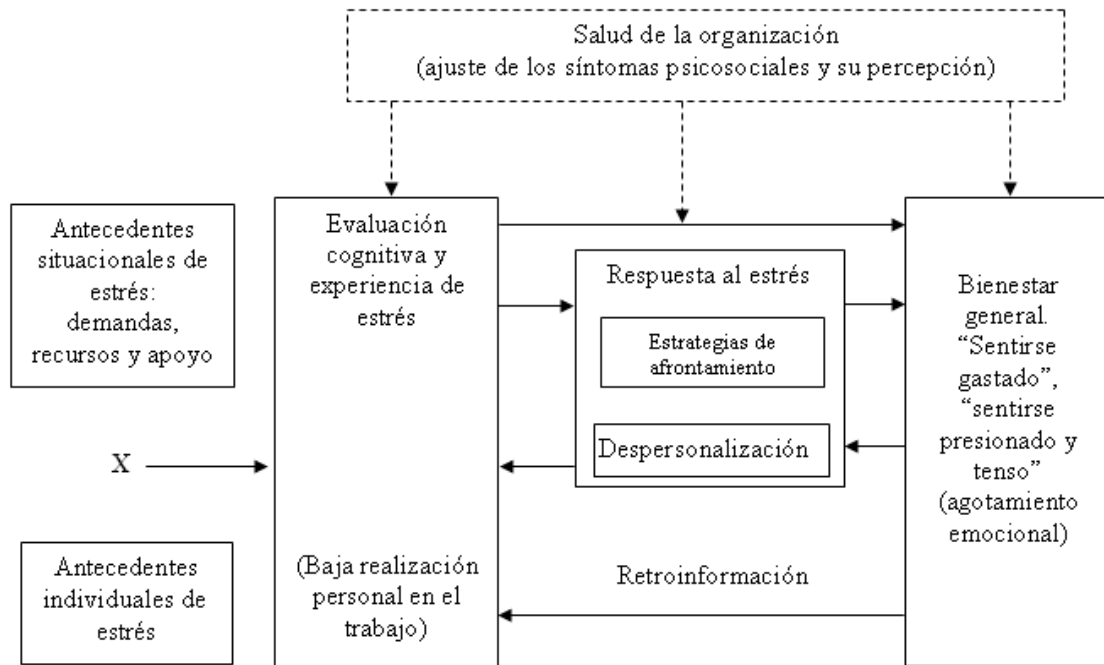 Salud de la organización
(ajuste de los síntomas psicosociales y su percepción)
Antecedentes
situacionales de
estrés:
demandas,
recursos y apoyo
X
Antecedentes
individuales de
estrés
Evaluación
cognitiva y
experiencia de
estrés
(Baja realización
personal en el
trabajo)
Respuesta al estrés
Estrategias de
afrontamiento
Despersonalización
Retroinformación
Bienestar
general.
“Sentirse
gastado”,
“sentirse
presionado y
tenso”
(agotamiento
emocional)